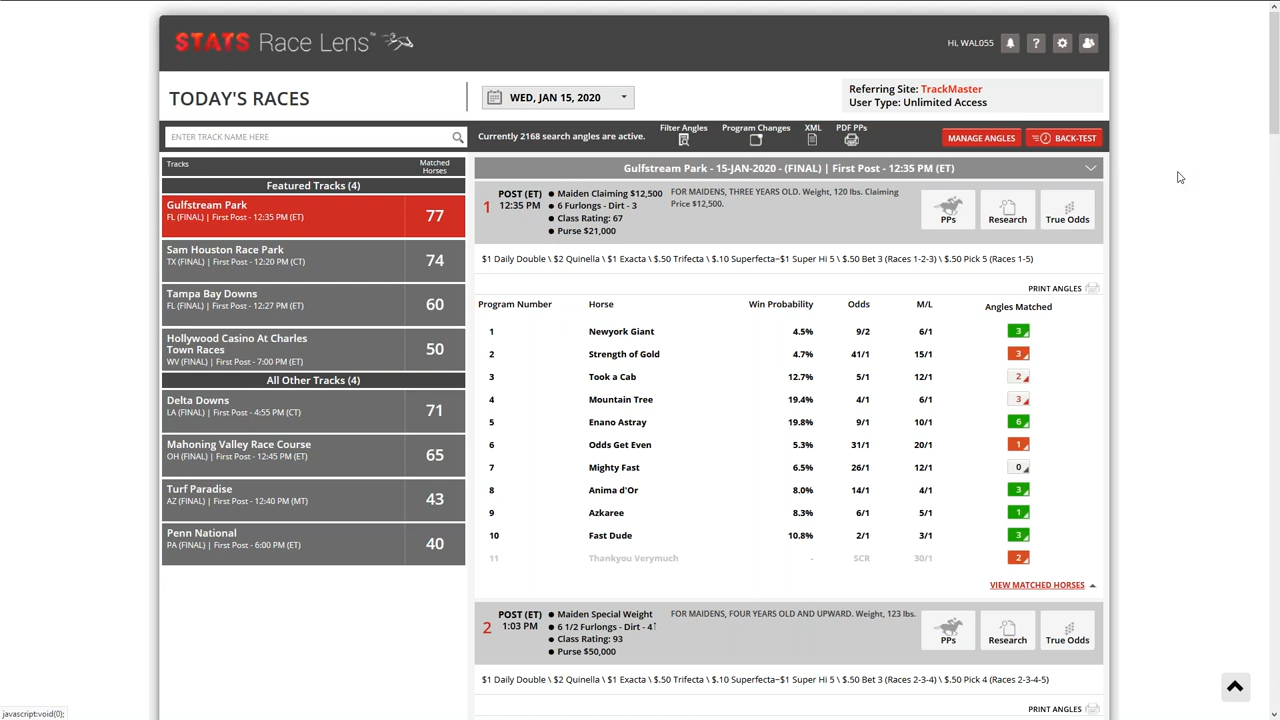 STATS Race Lens™
Hi, WAL055
?
TODAY'S RACES
WED, JAN 15, 2020
Referring Site: TrackMaster
User Type: Unlimited Access
ENTER TRACK NAME HERE
Currently 2168 search angles are active.
Filter Angles
Program Changes
XML
PDF PPs
MANAGE ANGLES
BACK-TEST
Tracks
Matched
Horses
Featured Tracks (4)
Gulfstream Park
FL (FINAL) | First Post - 12:35 PM (ET)
77
Sam Houston Race Park
TX (FINAL) | First Post - 12:20 PM (CT)
74
Tampa Bay Downs
FL (FINAL) | First Post - 12:27 PM (ET)
60
Hollywood Casino At Charles
Town Races
WV (FINAL) | First Post - 7:00 PM (ET)
50
All Other Tracks (4)
Delta Downs
LA (FINAL) | First Post - 4:55 PM (CT)
71
Mahoning Valley Race Course
OH (FINAL) | First Post - 12:45 PM (ET)
65
Turf Paradise
AZ (FINAL) | First Post - 12:40 PM (MT)
43
Penn National
PA (FINAL) | First Post - 6:00 PM (ET)
40
Gulfstream Park - 15-JAN-2020 - (FINAL) | First Post - 12:35 PM (ET)
1
POST (ET)
12:35 PM
● Maiden Claiming $12,500
● 6 Furlongs - Dirt - 3
● Class Rating: 67
● Purse $21,000
FOR MAIDENS, THREE YEARS OLD. Weight, 120 lbs. Claiming
Price $12,500.
PPs
Research
True Odds
$1 Daily Double \ $2 Quinella \ $1 Exacta \ $.50 Trifecta \ $.10 Superfecta~$1 Super Hi 5 \ $.50 Bet 3 (Races 1-2-3) \ $.50 Pick 5 (Races 1-5)
PRINT ANGLES
Program Number Horse Win Probability Odds M/L Angles Matched
1 Newyork Giant 4.5% 9/2 6/1 3
2 Strength of Gold 4.7% 41/1 15/1 3
3 Took a Cab 12.7% 5/1 12/1 2
4 Mountain Tree 19.4% 4/1 6/1 3
5 Enano Astray 19.8% 9/1 10/1 6
6 Odds Get Even 5.3% 31/1 20/1 1
7 Mighty Fast 6.5% 26/1 12/1 0
8 Anima d'Or 8.0% 14/1 4/1 3
9 Azkaree 8.3% 6/1 5/1 1
10 Fast Dude 10.8% 2/1 3/1 3
11 Thankyou Verymuch - SCR 30/1 2
VIEW MATCHED HORSES
2
POST (ET)
1:03 PM
● Maiden Special Weight
● 6 1/2 Furlongs - Dirt - 4↑
● Class Rating: 93
● Purse $50,000
FOR MAIDENS, FOUR YEARS OLD AND UPWARD. Weight, 123 lbs.
PPs
Research
True Odds
$1 Daily Double \ $2 Quinella \ $1 Exacta \ $.50 Trifecta \ $.10 Superfecta~$1 Super Hi 5 \ $.50 Bet 3 (Races 2-3-4) \ $.50 Pick 4 (Races 2-3-4-5)
PRINT ANGLES
javascript:void(0);